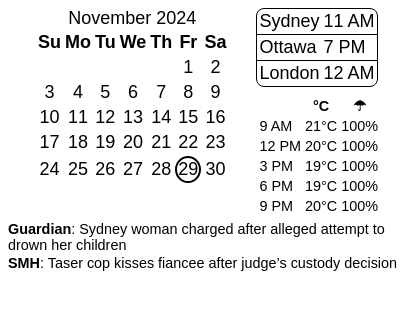 November 2024
Su Mo Tu We Th Fr Sa
1 2
3 4 5 6 7 8 9
10 11 12 13 14 15 16
17 18 19 20 21 22 23
24 25 26 27 28 29 30
Sydney 11 AM
Ottawa 7 PM
London 12 AM
°C ☂
9 AM 21°C 100%
12 PM 20°C 100%
3 PM 19°C 100%
6 PM 19°C 100%
9 PM 20°C 100%
Guardian: Sydney woman charged after alleged attempt to
drown her children
SMH: Taser cop kisses fiancee after judge’s custody decision